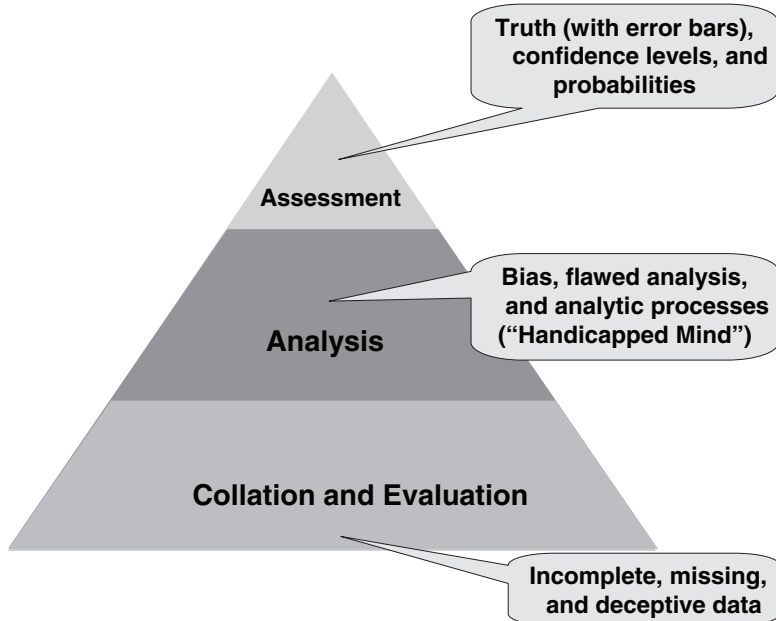 Truth (with error bars),
confidence levels, and
probabilities
Assessment
Bias, flawed analysis,
and analytic processes
(“Handicapped Mind”)
Analysis
Collation and Evaluation
Incomplete, missing,
and deceptive data